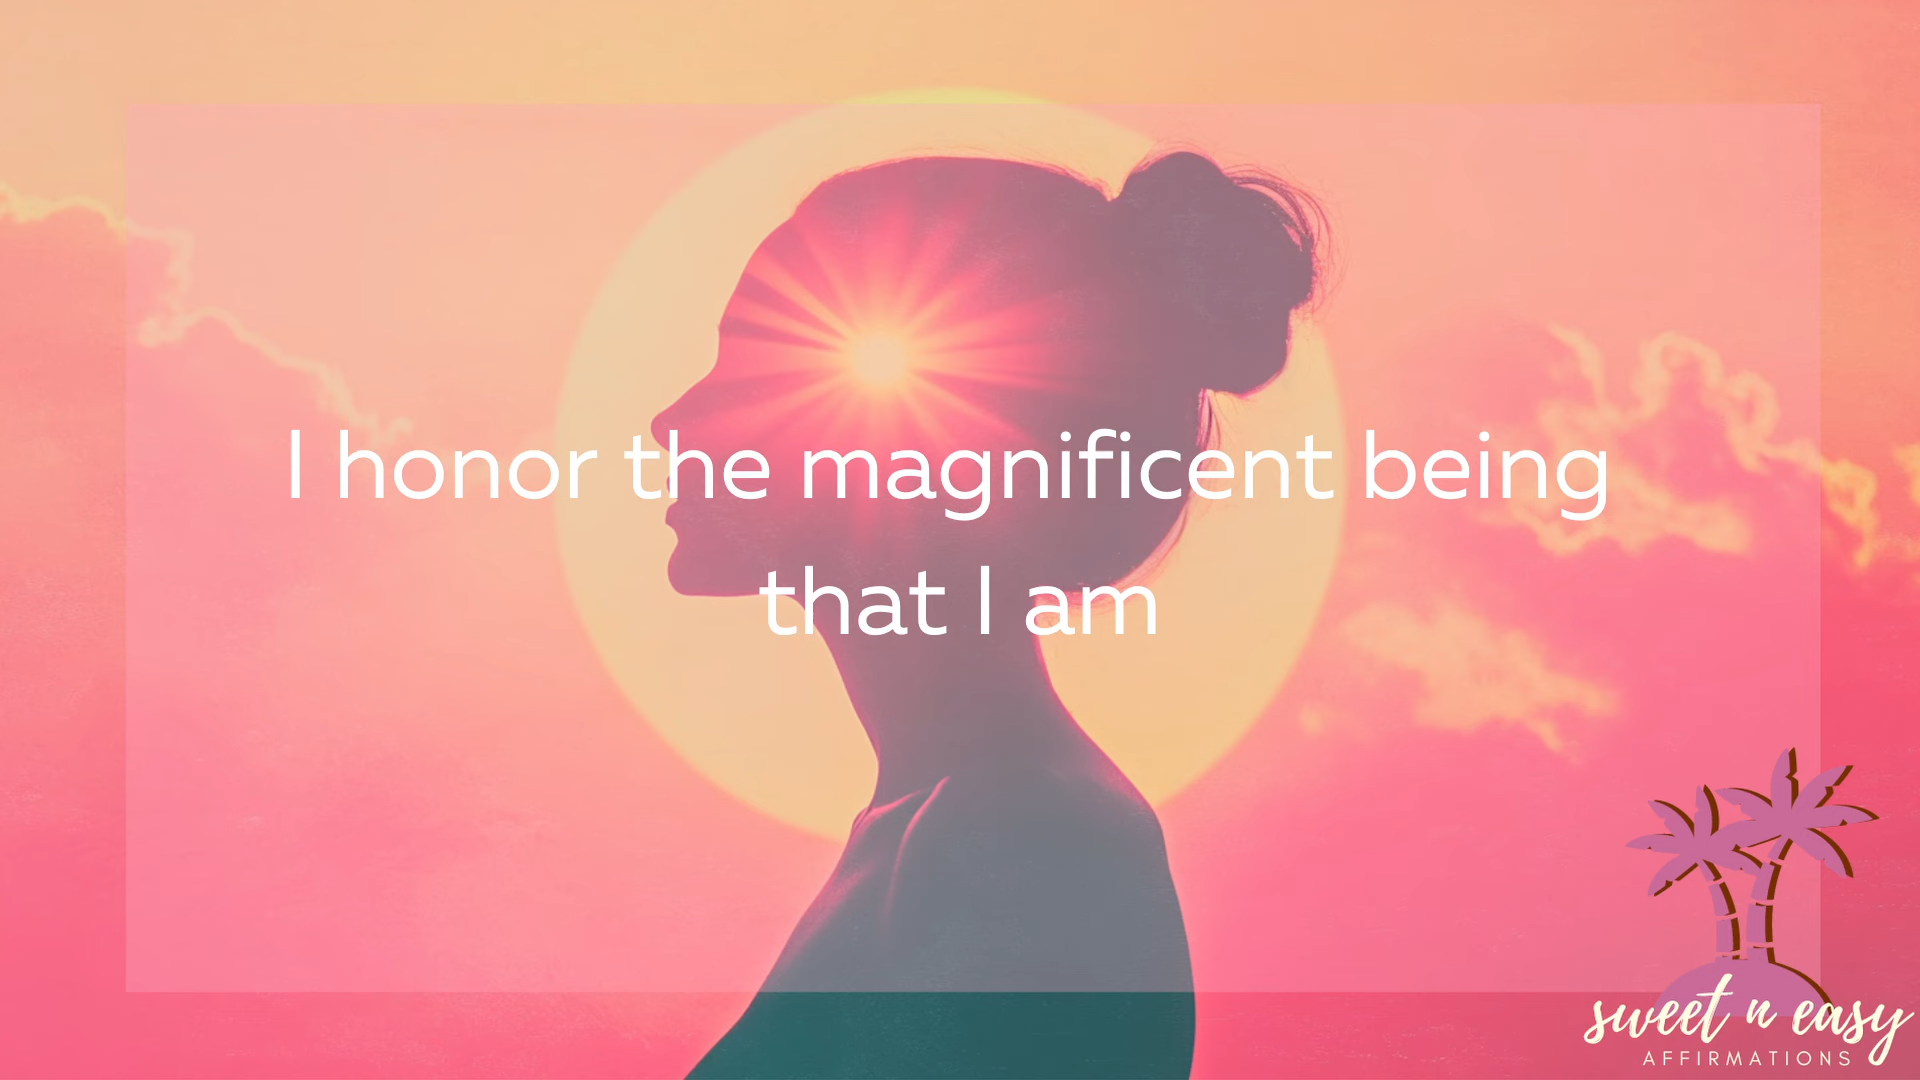 I honor the magnificent being
that I am
sweet n easy
AFFIRMATIONS